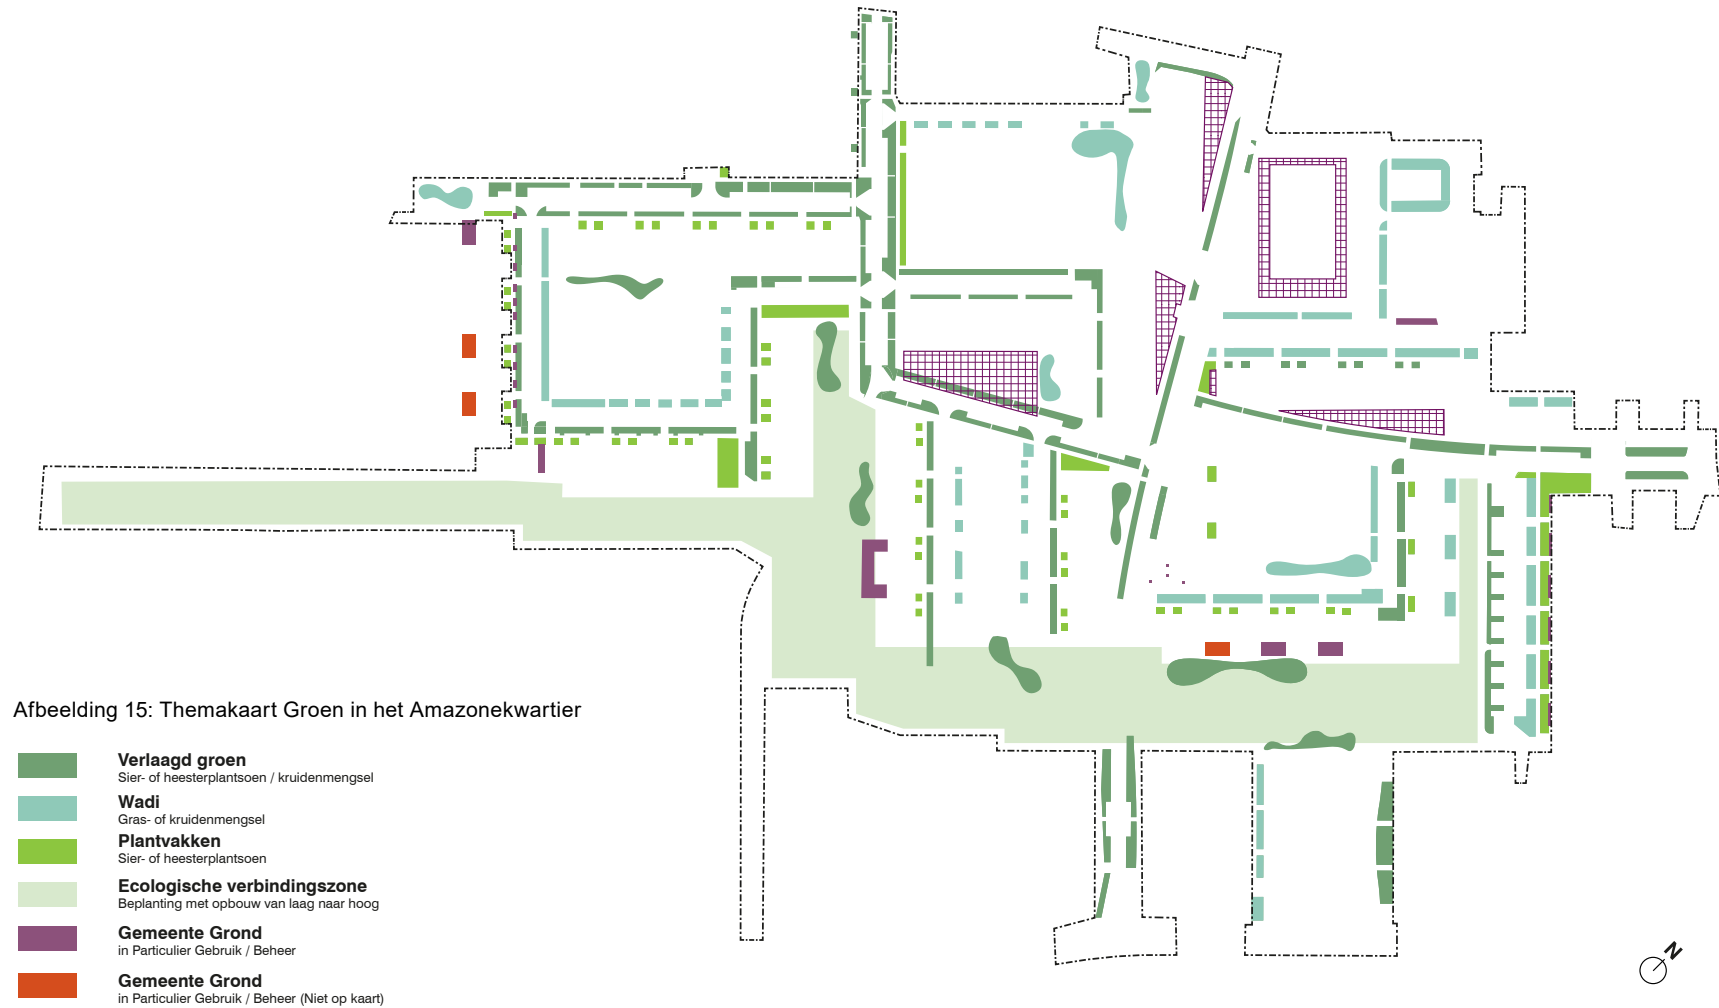 Afbeelding 15: Themakaart Groen in het Amazonekwartier
Verlaagd groen
Sier- of heesterplantsoen / kruidenmengsel
Wadi
Gras- of kruidenmengsel
Plantvakken
Sier- of heesterplantsoen
Ecologische verbindingszone
Beplanting met opbouw van laag naar hoog
Gemeente Grond
in Particulier Gebruik / Beheer
Gemeente Grond
in Particulier Gebruik / Beheer (Niet op kaart)
N